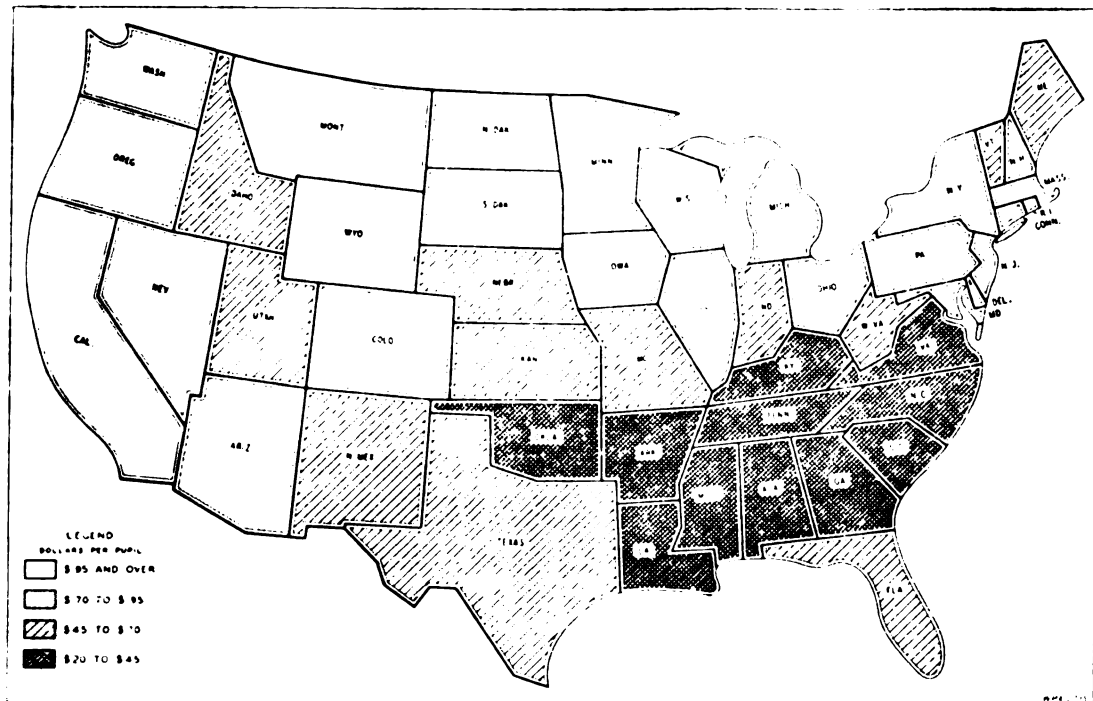 WASH
MONT
N. DAK
MINN
ME
VT
N.H
OREG
IDAHO
S. DAK
WIS
MICH
N.Y
MASS.
R.I
CONN.
WYO
IOWA
PA
N.J.
NEV
UTAH
NEBR
OHIO
IND
DEL.
MD
CAL
COLO
KAN
MO
W. VA
VA
KY
ARIZ
N. MEX
OKLA
ARK
TENN
N.C.
S.C.
TEXAS
LA
MISS
ALA
GA
FLA
LEGEND
DOLLARS PER PUPIL
$ 95 AND OVER
$ 70 TO $ 95
$ 45 TO $ 70
$ 20 TO $ 45